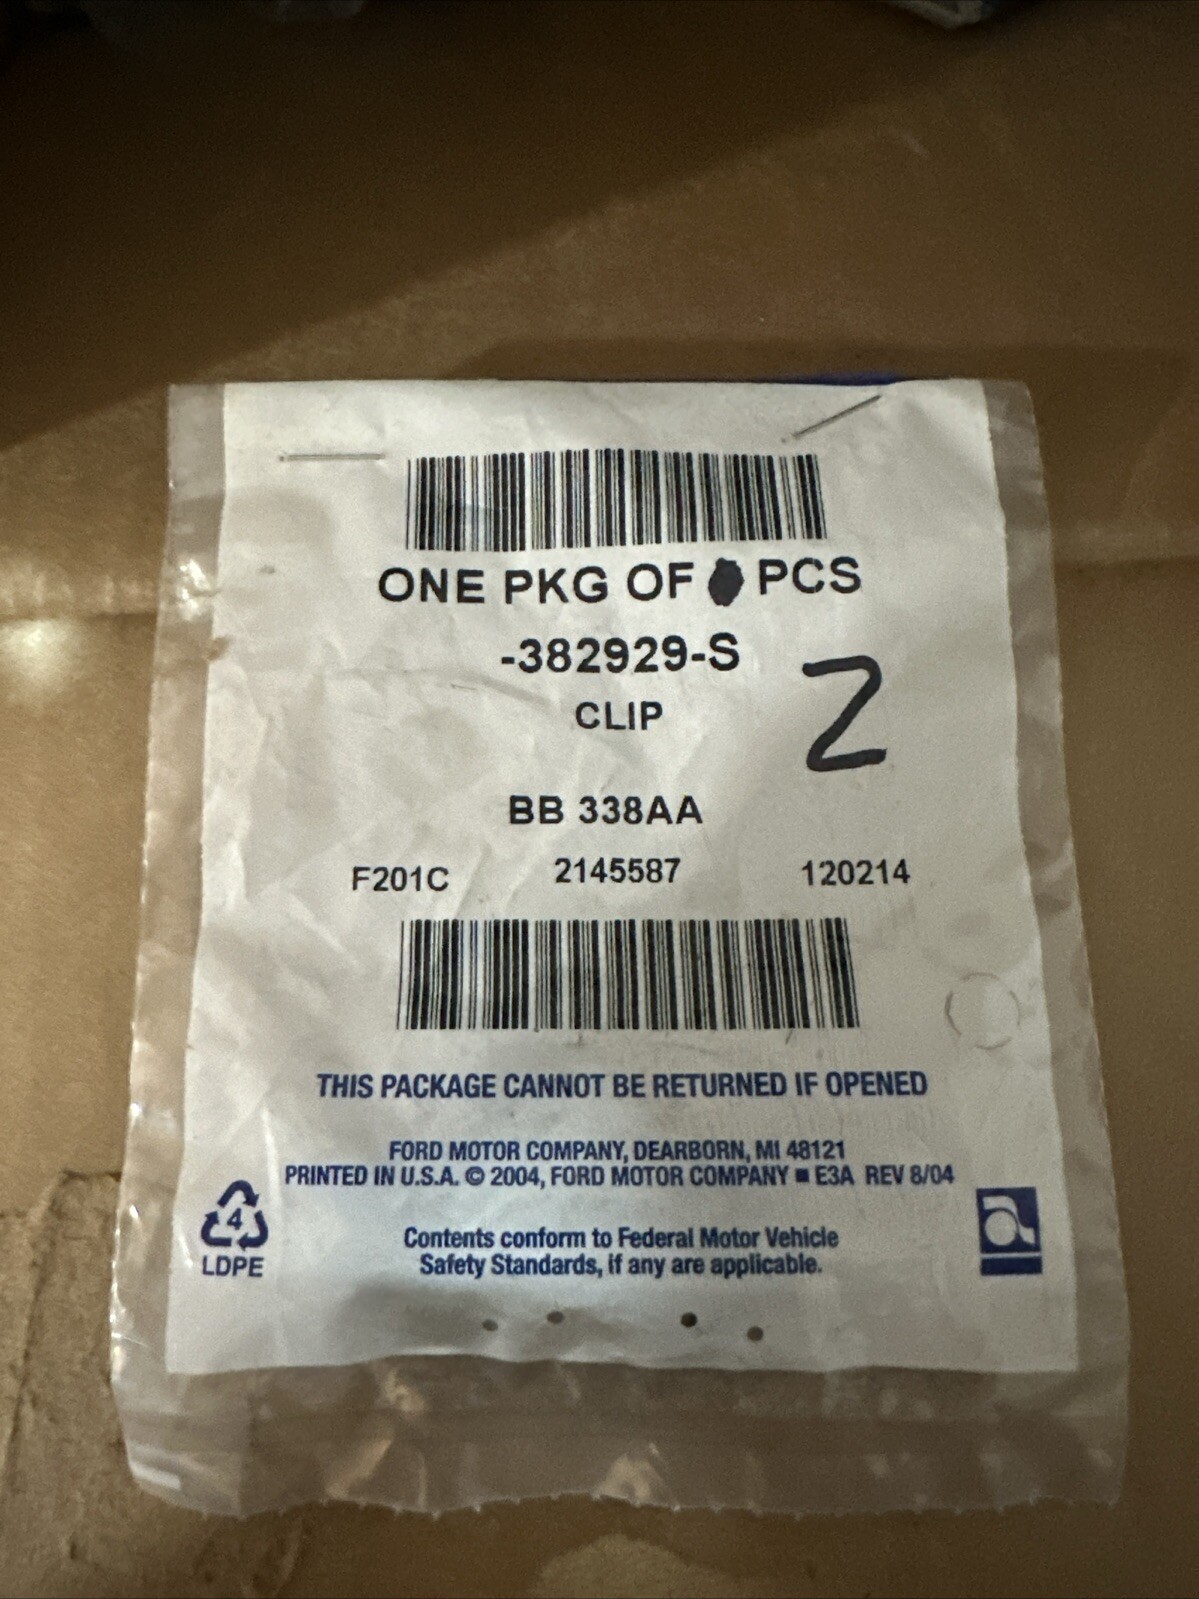 ONE PKG OF PCS
-382929-S
CLIP
2
BB 338AA
F201C 2145587 120214
THIS PACKAGE CANNOT BE RETURNED IF OPENED
FORD MOTOR COMPANY, DEARBORN, MI 48121
PRINTED IN U.S.A. © 2004, FORD MOTOR COMPANY ■ E3A REV 8/04
4
LDPE
Contents conform to Federal Motor Vehicle
Safety Standards, if any are applicable.